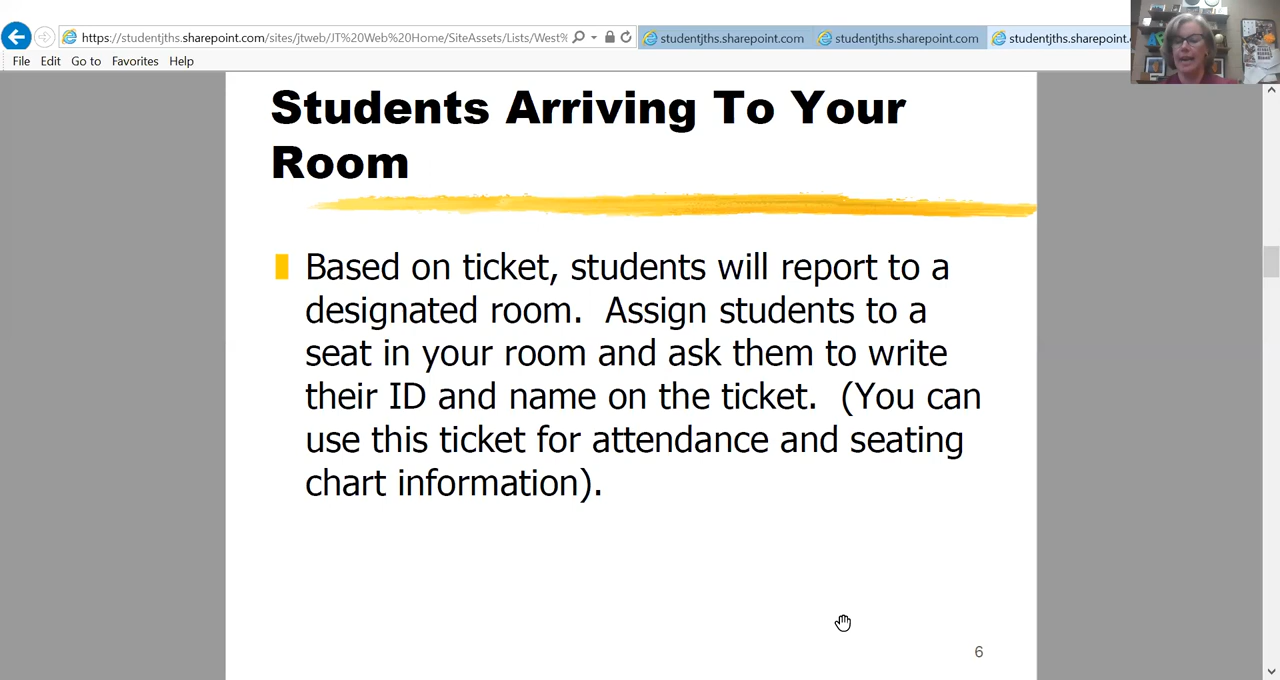 https://studentjths.sharepoint.com/sites/jtweb/JT%20Web%20Home/SiteAssets/Lists/West%
studentjths.sharepoint.com
studentjths.sharepoint.com
studentjths.sharepoint.c
File Edit Go to Favorites Help
Students Arriving To Your
Room
Based on ticket, students will report to a
designated room. Assign students to a
seat in your room and ask them to write
their ID and name on the ticket. (You can
use this ticket for attendance and seating
chart information).
6